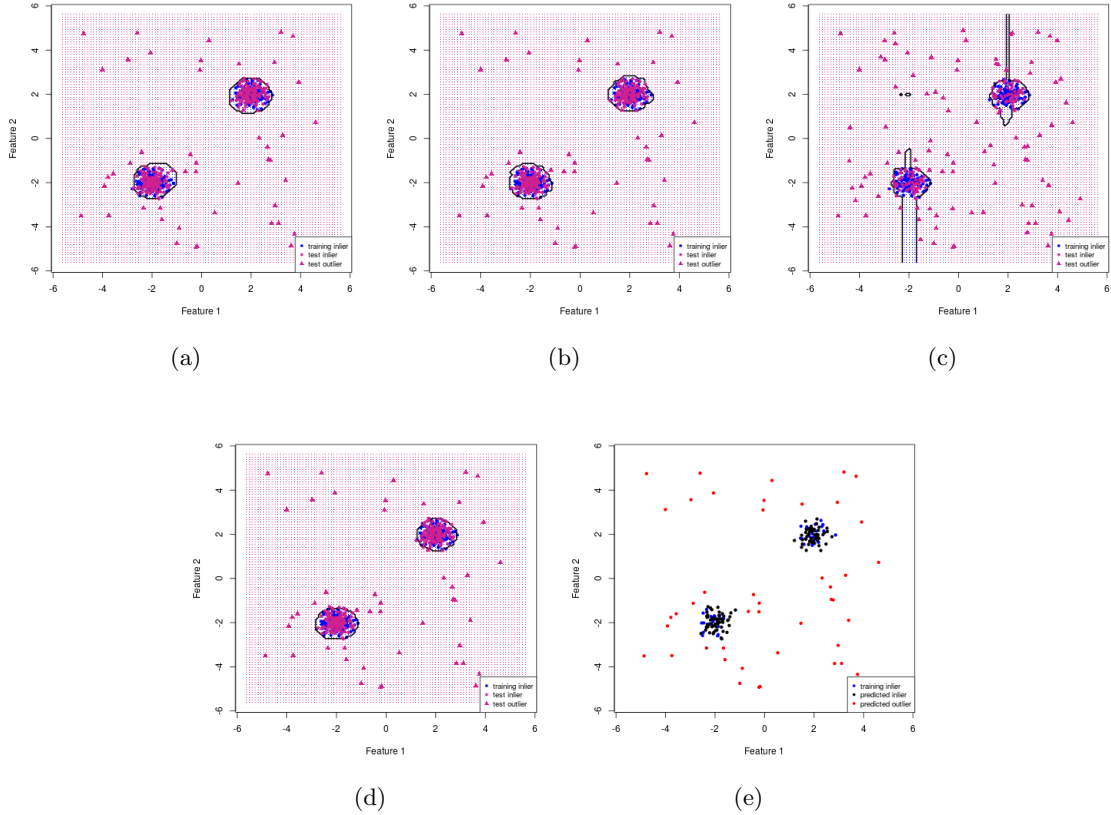 6
4
2
0
-2
-4
-6
Feature 2
training inlier
test inlier
test outlier
-6 -4 -2 0 2 4 6
Feature 1
(a)
6
4
2
0
-2
-4
-6
Feature 2
training inlier
test inlier
test outlier
-6 -4 -2 0 2 4 6
Feature 1
(b)
6
4
2
0
-2
-4
-6
Feature 2
training inlier
test inlier
test outlier
-6 -4 -2 0 2 4 6
Feature 1
(c)
6
4
2
0
-2
-4
-6
Feature 2
training inlier
test inlier
test outlier
-6 -4 -2 0 2 4 6
Feature 1
(d)
6
4
2
0
-2
-4
-6
Feature 2
training inlier
predicted inlier
predicted outlier
-6 -4 -2 0 2 4 6
Feature 1
(e)